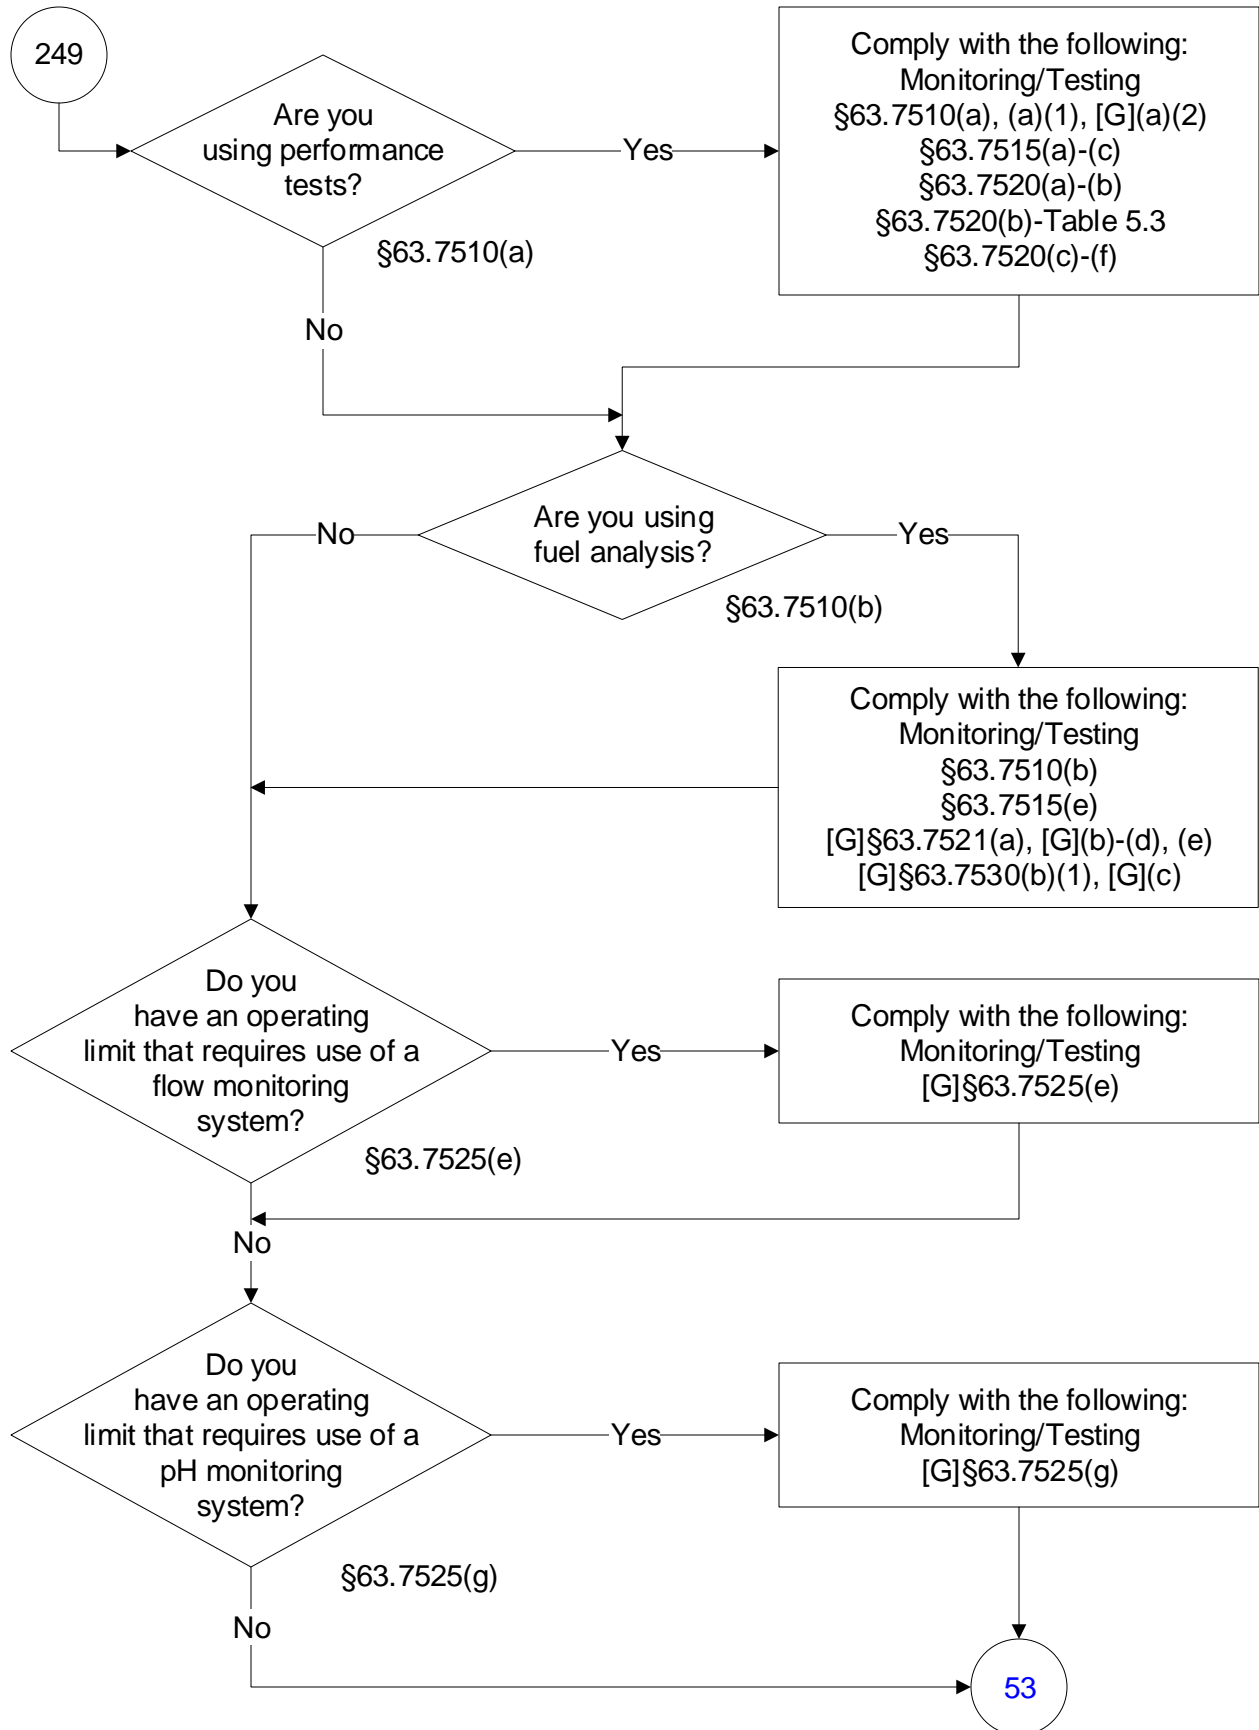 249
Are you
using performance
tests?
Yes
§63.7510(a)
No
Comply with the following:
Monitoring/Testing
§63.7510(a), (a)(1), [G](a)(2)
§63.7515(a)-(c)
§63.7520(a)-(b)
§63.7520(b)-Table 5.3
§63.7520(c)-(f)
Are you using
fuel analysis?
No
Yes
§63.7510(b)
Comply with the following:
Monitoring/Testing
§63.7510(b)
§63.7515(e)
[G]§63.7521(a), [G](b)-(d), (e)
[G]§63.7530(b)(1), [G](c)
Do you
have an operating
limit that requires use of a
flow monitoring
system?
Yes
§63.7525(e)
No
Comply with the following:
Monitoring/Testing
[G]§63.7525(e)
Do you
have an operating
limit that requires use of a
pH monitoring
system?
Yes
§63.7525(g)
No
Comply with the following:
Monitoring/Testing
[G]§63.7525(g)
53